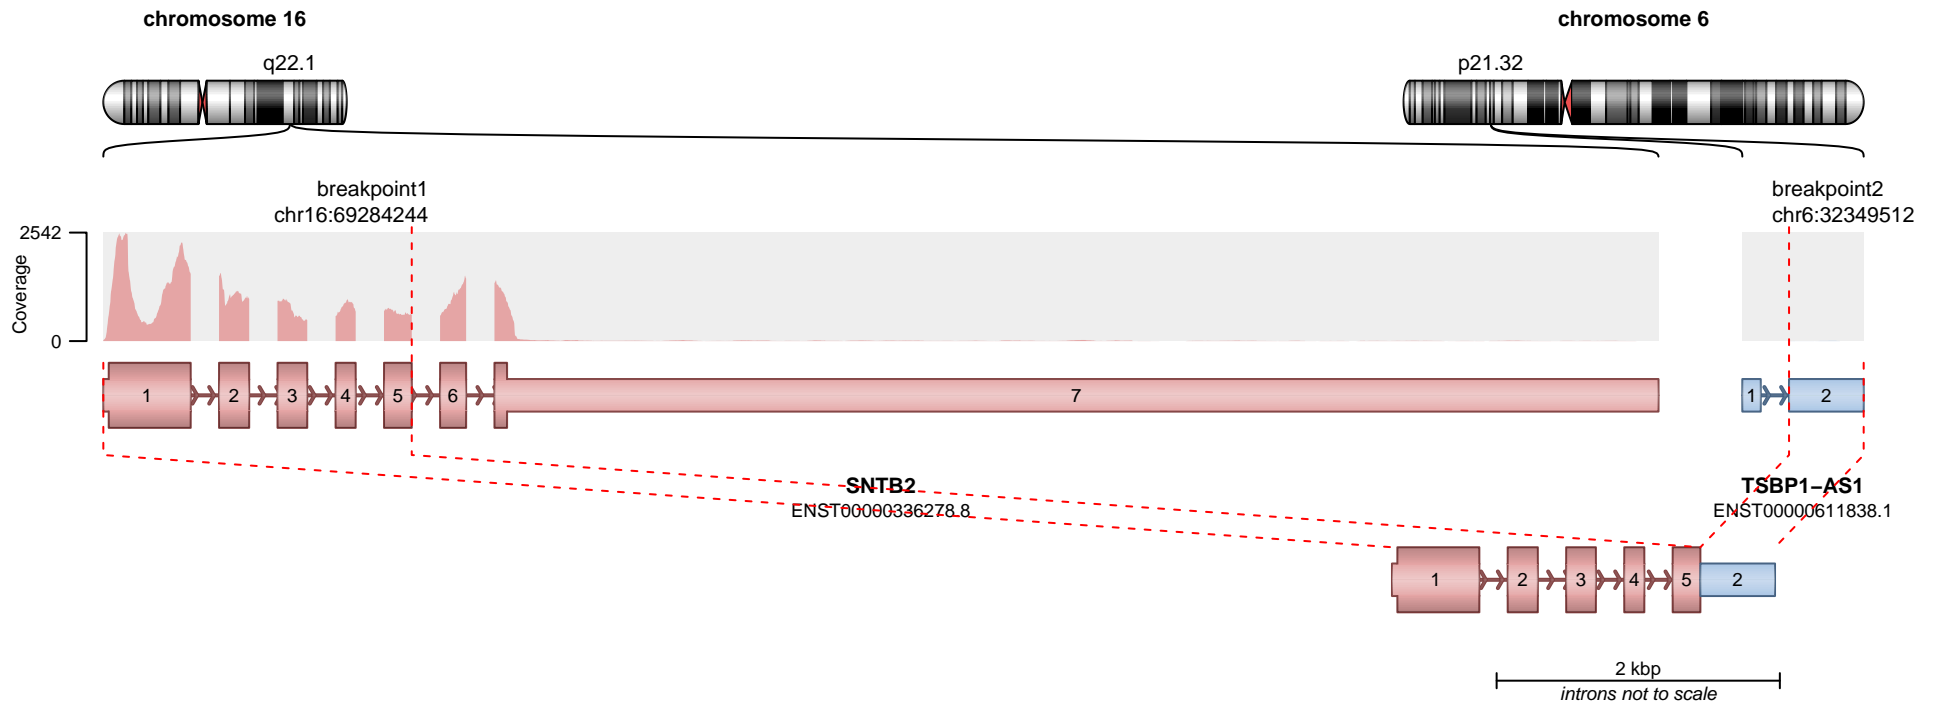 chromosome 16
chromosome 6
q22.1
p21.32
breakpoint1
chr16:69284244
breakpoint2
chr6:32349512
2542
Coverage
0
1 2 3 4 5 6 7 1 2
SNTB2
ENST00000336278.8
TSBP1−AS1
ENST00000611838.1
1 2 3 4 5 2
2 kbp
introns not to scale